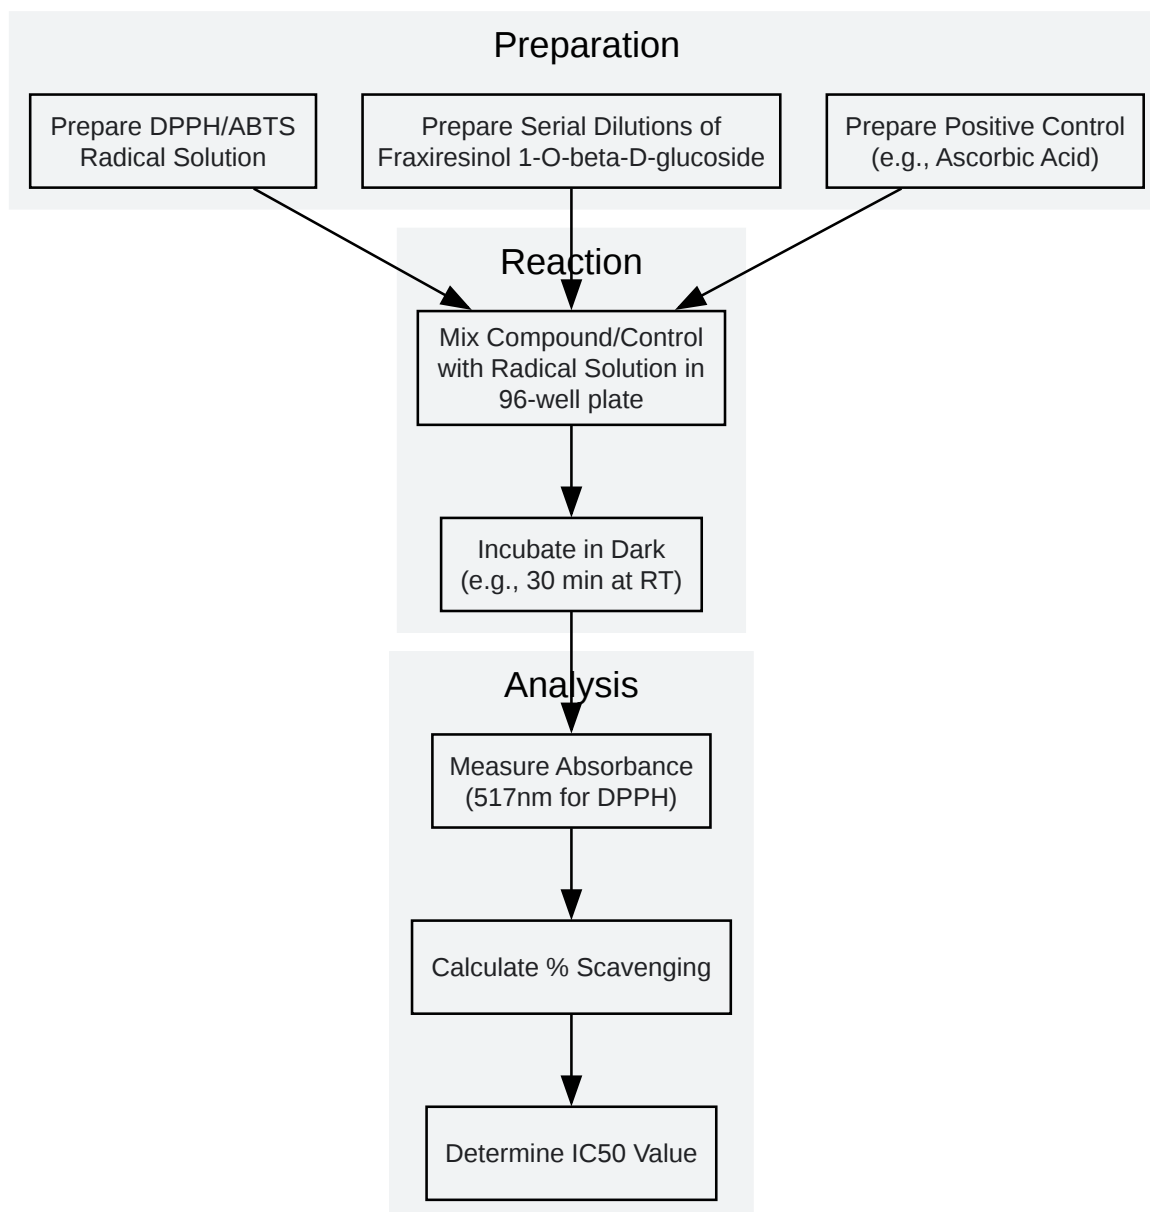 Preparation
Prepare DPPH/ABTS
Radical Solution
Prepare Serial Dilutions of
Fraxiresinol 1-O-beta-D-glucoside
Prepare Positive Control
(e.g., Ascorbic Acid)
Reaction
Mix Compound/Control
with Radical Solution in
96-well plate
Incubate in Dark
(e.g., 30 min at RT)
Analysis
Measure Absorbance
(517nm for DPPH)
Calculate % Scavenging
Determine IC50 Value